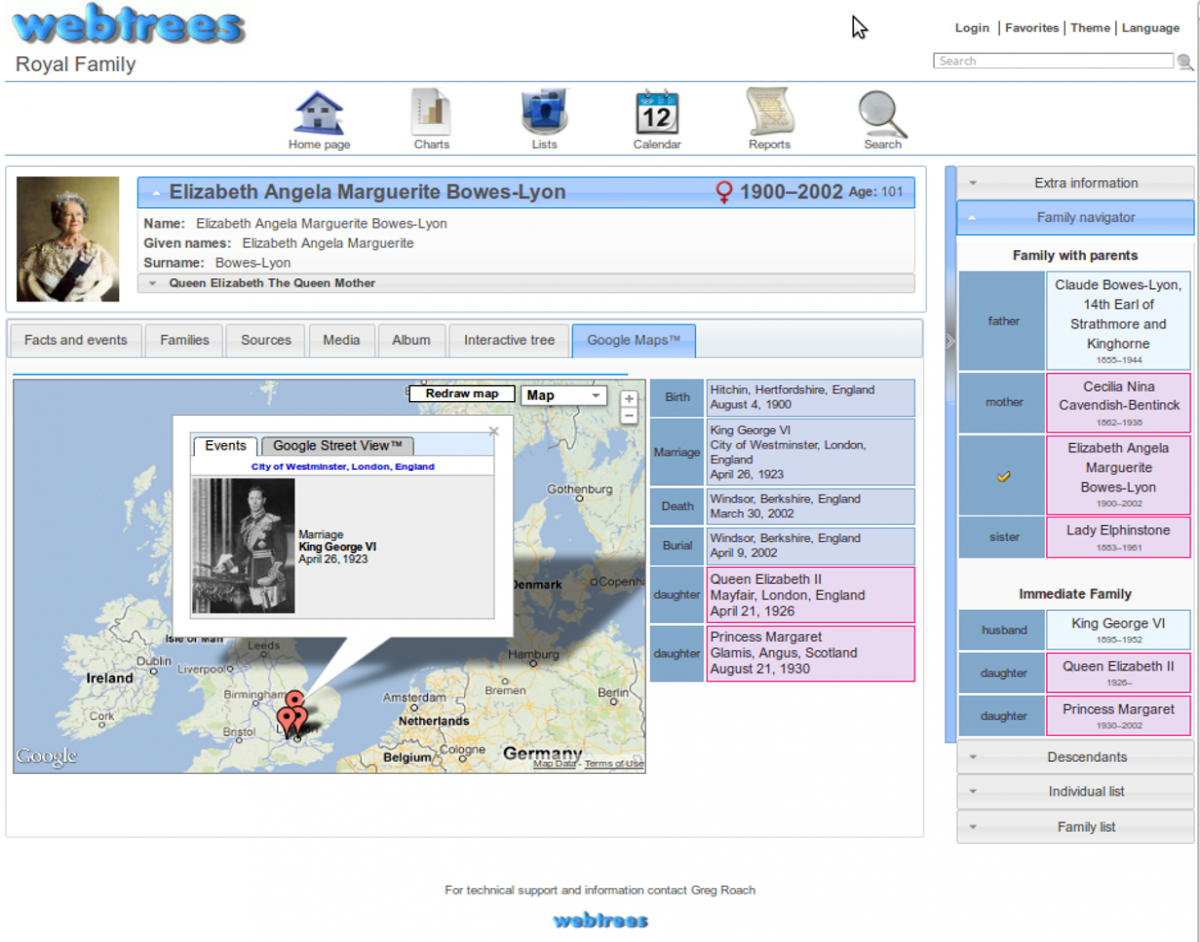 webtrees
Login | Favorites | Theme | Language
Royal Family
Search
SEP
12
Home page
Charts
Lists
Calendar
Reports
Search
Elizabeth Angela Marguerite Bowes-Lyon ♀ 1900–2002 Age: 101
Name: Elizabeth Angela Marguerite Bowes-Lyon
Given names: Elizabeth Angela Marguerite
Surname: Bowes-Lyon
Queen Elizabeth The Queen Mother
Facts and events
Families
Sources
Media
Album
Interactive tree
Google Maps™
Redraw map
Map
+
−
Events
Google Street View™
City of Westminster, London, England
Marriage
King George VI
April 26, 1923
Gothenburg
Denmark
Isle of Man
Leeds
Dublin
Liverpool
Ireland
Hamburg
Birmingham
Amsterdam
Bremen
Berlin
Cork
Netherlands
Bristol
Cologne
Belgium
Germany
Google
Map Data - Terms of Use
Birth
Hitchin, Hertfordshire, England
August 4, 1900
Marriage
King George VI
City of Westminster, London,
England
April 26, 1923
Death
Windsor, Berkshire, England
March 30, 2002
Burial
Windsor, Berkshire, England
April 9, 2002
daughter
Queen Elizabeth II
Mayfair, London, England
April 21, 1926
daughter
Princess Margaret
Glamis, Angus, Scotland
August 21, 1930
Extra information
Family navigator
Family with parents
father
Claude Bowes-Lyon,
14th Earl of
Strathmore and
Kinghorne
1855–1944
mother
Cecilia Nina
Cavendish-Bentinck
1862–1938
Elizabeth Angela
Marguerite
Bowes-Lyon
1900–2002
sister
Lady Elphinstone
1883–1961
Immediate Family
husband
King George VI
1895–1952
daughter
Queen Elizabeth II
1926–
daughter
Princess Margaret
1930–2002
Descendants
Individual list
Family list
For technical support and information contact Greg Roach
webtrees